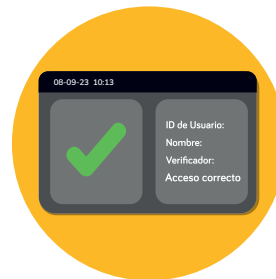 08-09-23 10:13
ID de Usuario:
Nombre:
Verificador:
Acceso correcto